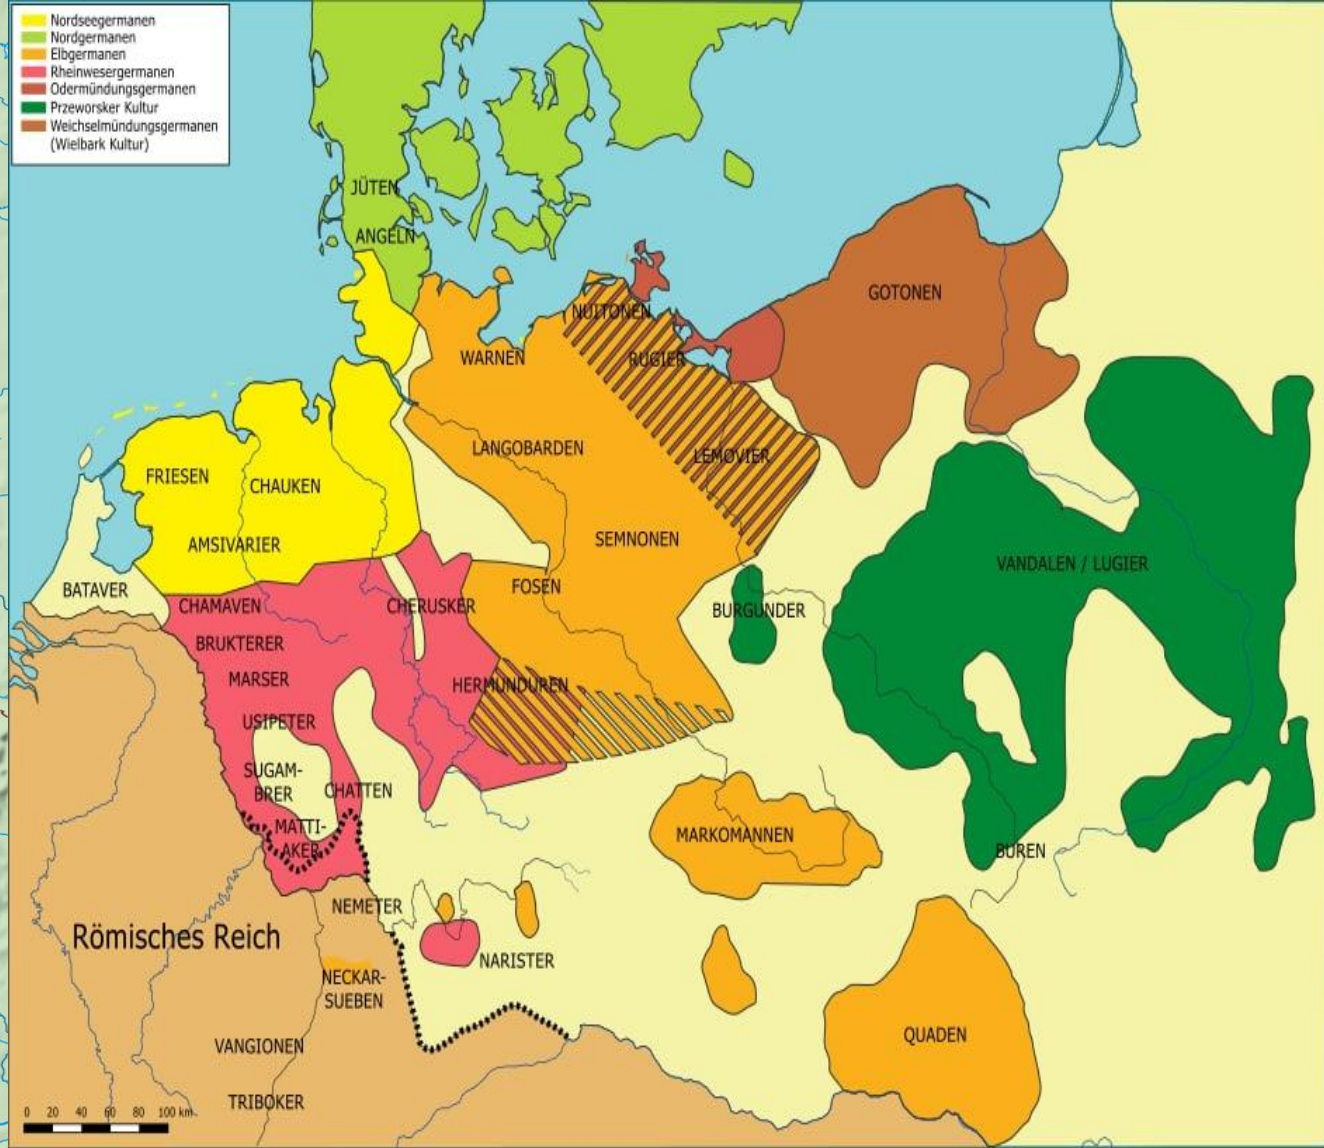 Nordseegermanen
Nordgermanen
Elbgermanen
Rheinwesergermanen
Odermündungsgermanen
Przeworsker Kultur
Weichselmündungsgermanen
(Wielbark Kultur)
JÜTEN
ANGELN
GOTONEN
NUITONEN
WARNEN
RUGIER
LANGOBARDEN
LEMOVIER
FRIESEN
CHAUKEN
AMSIVARIER
SEMNONEN
VANDALEN / LUGIER
BATAVER
FOSEN
CHAMAVEN
CHERUSKER
BURGUNDER
BRUKTERER
MARSER
HERMUNDUREN
USIPETER
SUGAM-
BRER
CHATTEN
MATTI-
AKER
MARKOMANNEN
BUREN
NEMETER
Römisches Reich
NARISTER
NECKAR-
SUEBEN
QUADEN
VANGIONEN
TRIBOKER
0 20 40 60 80 100 km